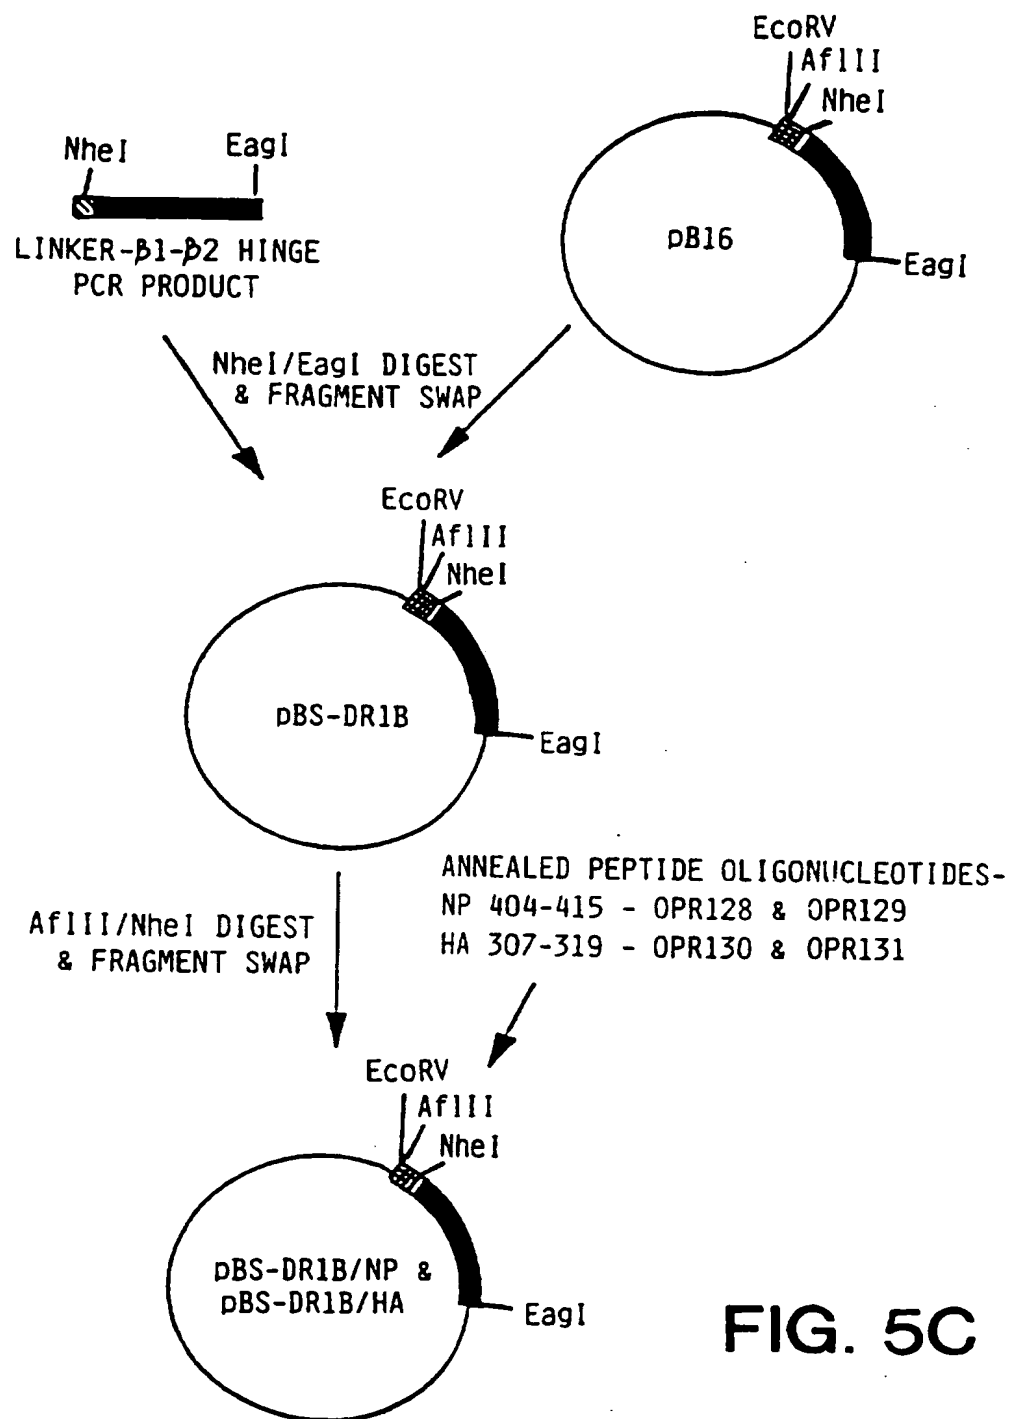 EcoRV
AflII
NheI
NheI
EagI
pB16
EagI
LINKER-β1-β2 HINGE
PCR PRODUCT
NheI/EagI DIGEST
& FRAGMENT SWAP
EcoRV
AflII
NheI
pBS-DR1B
EagI
ANNEALED PEPTIDE OLIGONUCLEOTIDES-
NP 404-415 - OPR128 & OPR129
HA 307-319 - OPR130 & OPR131
AflII/NheI DIGEST
& FRAGMENT SWAP
EcoRV
AflII
NheI
pBS-DR1B/NP &
pBS-DR1B/HA
EagI
FIG. 5C